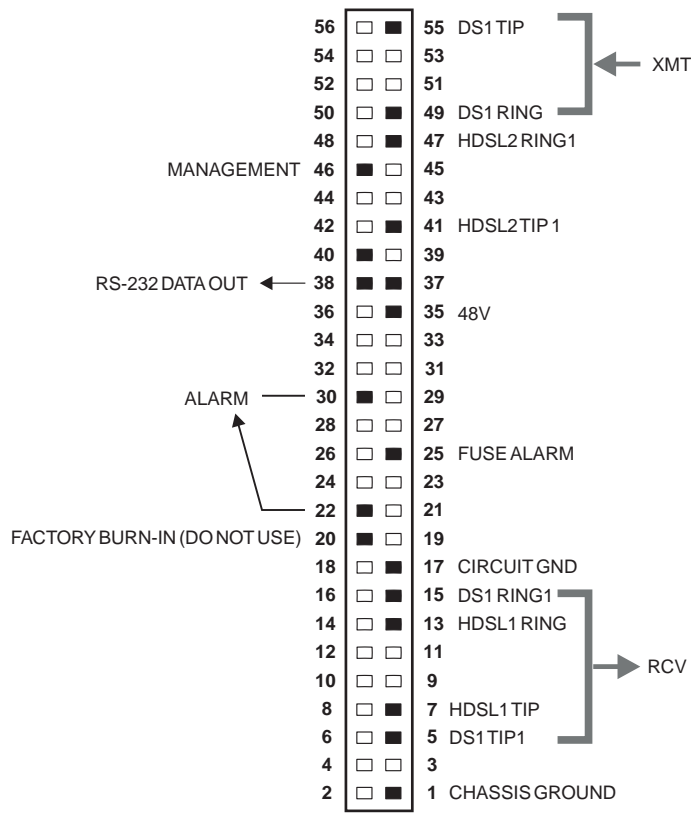 56 55 DS1 TIP
54 53
XMT
52 51
50 49 DS1 RING
48 47 HDSL2 RING1
MANAGEMENT 46 45
44 43
42 41 HDSL2 TIP 1
40 39
RS-232 DATA OUT 38 37
36 35 48V
34 33
32 31
ALARM 30 29
28 27
26 25 FUSE ALARM
24 23
22 21
FACTORY BURN-IN (DO NOT USE) 20 19
18 17 CIRCUIT GND
16 15 DS1 RING1
14 13 HDSL1 RING
12 11
RCV
10 9
8 7 HDSL1 TIP
6 5 DS1 TIP1
4 3
2 1 CHASSIS GROUND